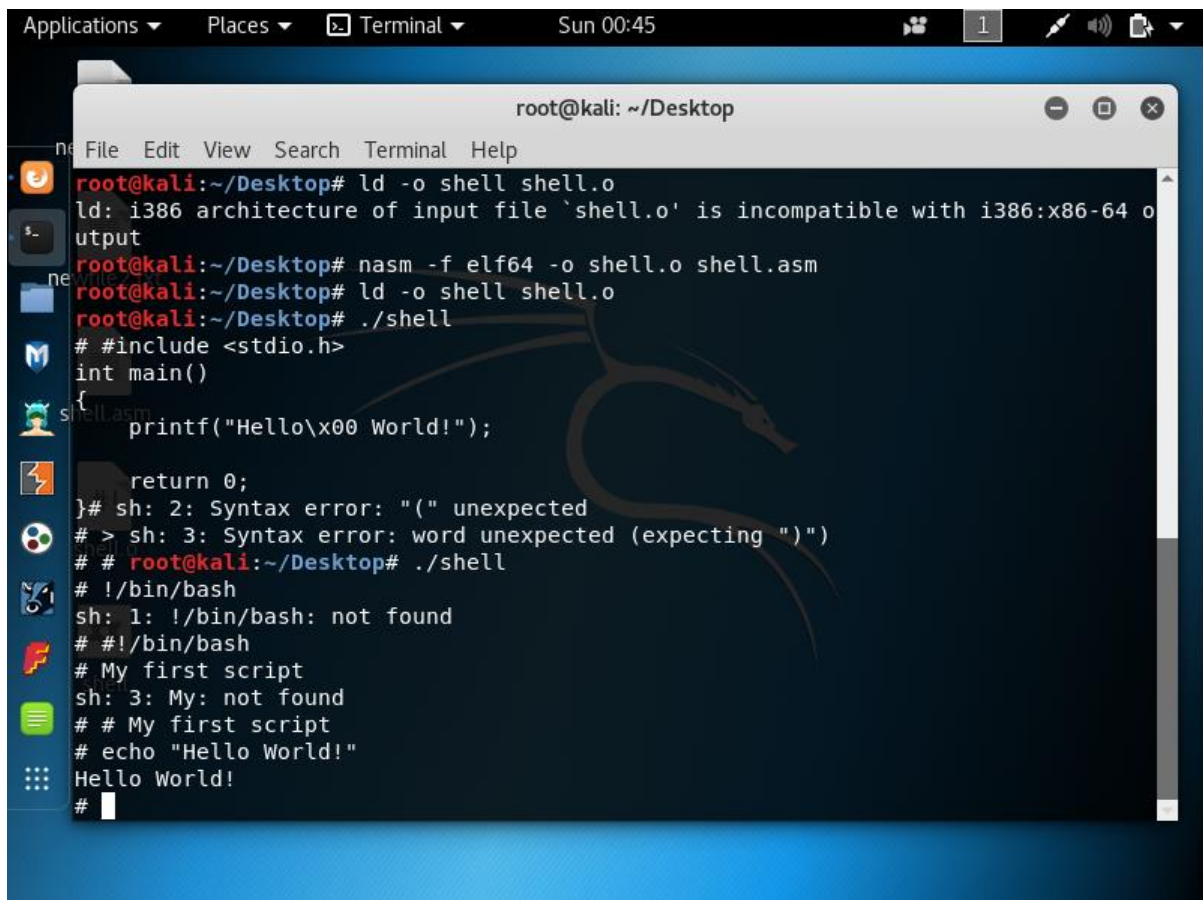 Applications Places Terminal Sun 00:45 1
root@kali: ~/Desktop
File Edit View Search Terminal Help
root@kali:~/Desktop# ld -o shell shell.o
ld: i386 architecture of input file `shell.o' is incompatible with i386:x86-64 o
utput
root@kali:~/Desktop# nasm -f elf64 -o shell.o shell.asm
root@kali:~/Desktop# ld -o shell shell.o
root@kali:~/Desktop# ./shell
# #include <stdio.h>
int main()
{
    printf("Hello\x00 World!");

    return 0;
}# sh: 2: Syntax error: "(" unexpected
# > sh: 3: Syntax error: word unexpected (expecting ")")
# # root@kali:~/Desktop# ./shell
# !/bin/bash
sh: 1: !/bin/bash: not found
# #!/bin/bash
# My first script
sh: 3: My: not found
# # My first script
# echo "Hello World!"
Hello World!
#
shell.asm
shell.o
shell